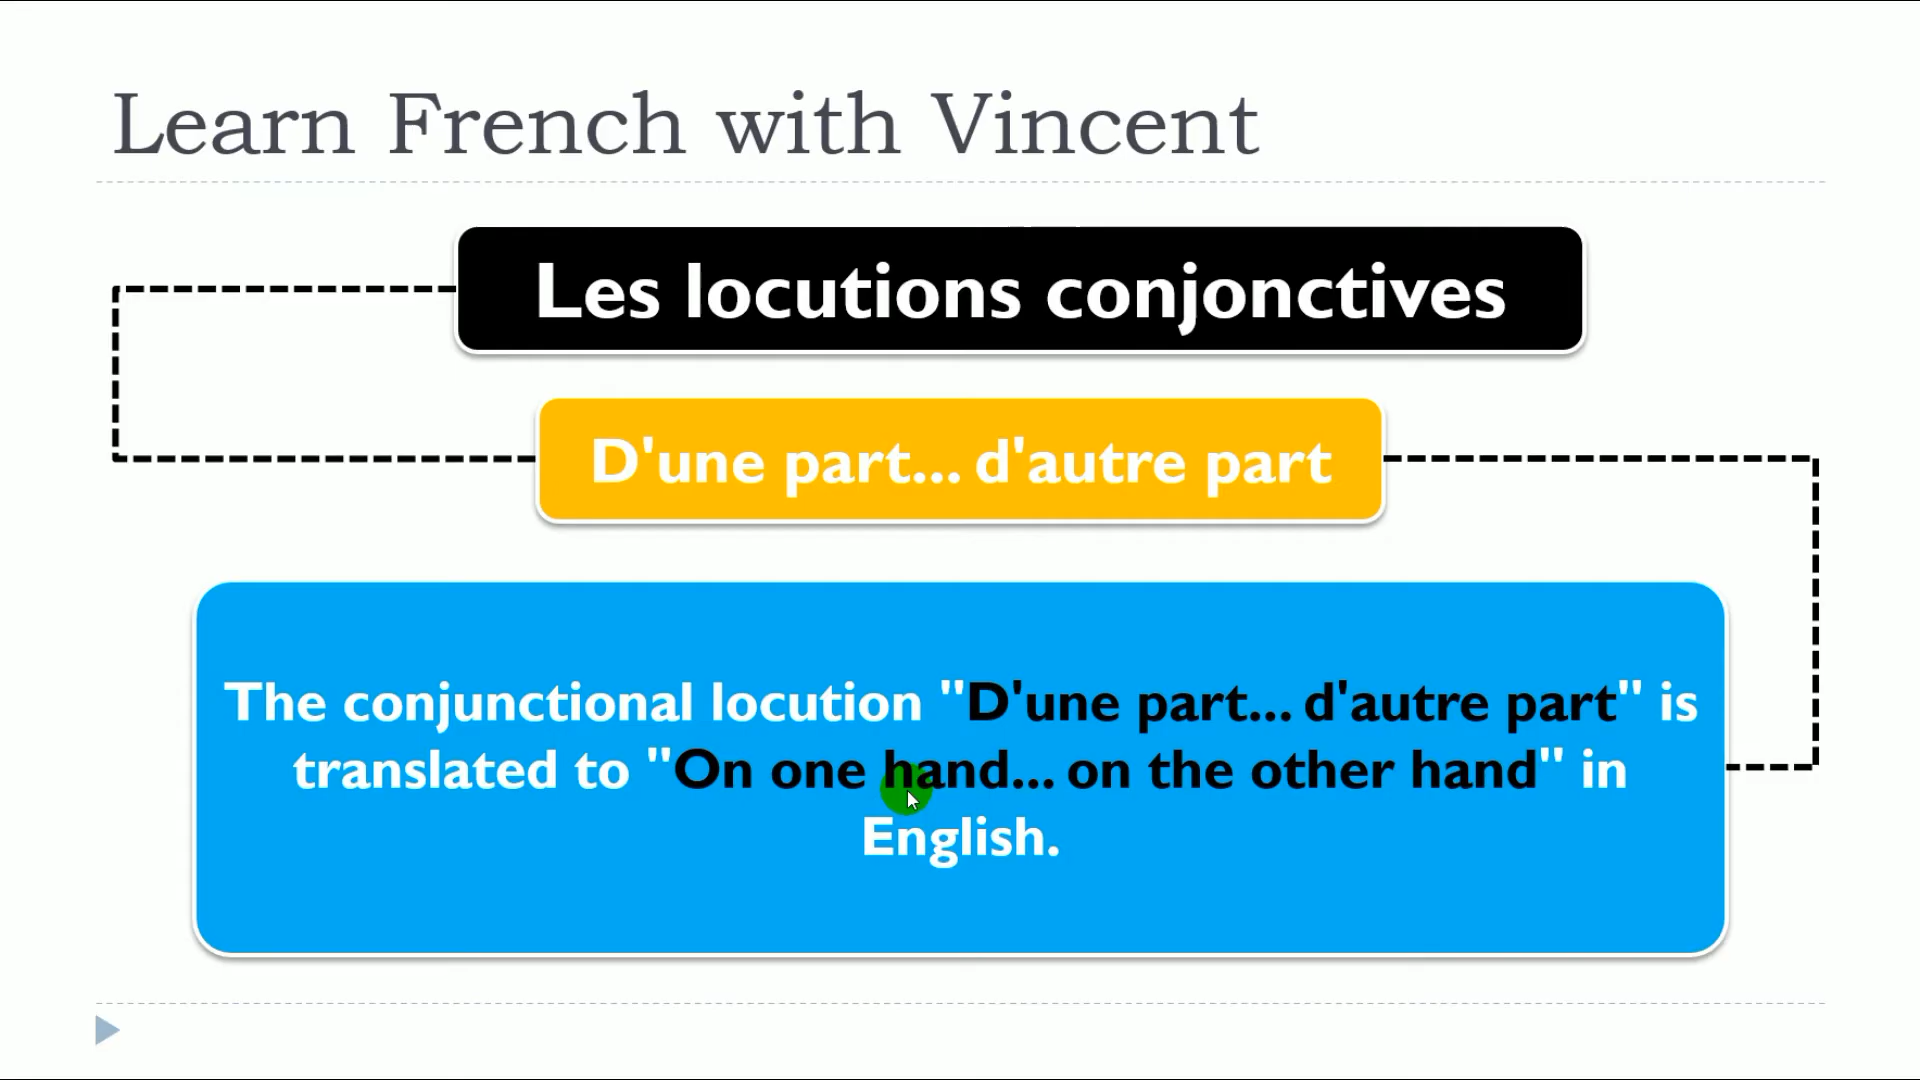 Learn French with Vincent
Les locutions conjonctives
D'une part... d'autre part
The conjunctional locution "D'une part... d'autre part" is
translated to "On one hand... on the other hand" in
English.